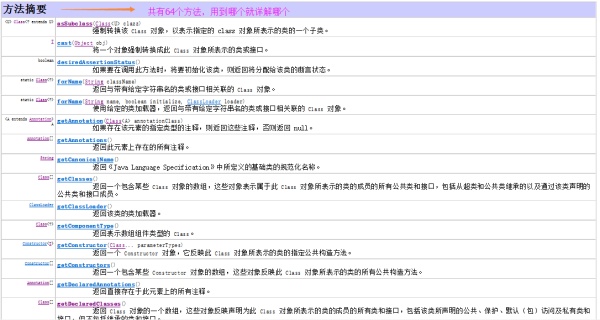 方法摘要 共有64个方法，用到哪个就详解哪个
<U> Class<? extends U> asSubclass(Class<U> clazz)
强制转换该 Class 对象，以表示指定的 class 对象所表示的类的一个子类。
T cast(Object obj)
将一个对象强制转换成此 Class 对象所表示的类或接口。
boolean desiredAssertionStatus()
如果要在调用此方法时，将要初始化该类，则返回将分配给该类的断言状态。
static Class<?> forName(String className)
返回与带有给定字符串名的类或接口相关联的 Class 对象。
static Class<?> forName(String name, boolean initialize, ClassLoader loader)
使用给定的类加载器，返回与带有给定字符串名的类或接口相关联的 Class 对象。
<A extends Annotation> A getAnnotation(Class<A> annotationClass)
如果存在该元素的指定类型的注释，则返回这些注释，否则返回 null。
Annotation[] getAnnotations()
返回此元素上存在的所有注释。
String getCanonicalName()
返回《Java Language Specification》中所定义的基础类的规范化名称。
Class[] getClasses()
返回一个包含某些 Class 对象的数组，这些对象表示属于此 Class 对象所表示的类的成员的所有公共类和接口，包括从超类和公共类继承的以及通过该类声明的
公共类和接口成员。
ClassLoader getClassLoader()
返回该类的类加载器。
Class<?> getComponentType()
返回表示数组组件类型的 Class。
Constructor<T> getConstructor(Class... parameterTypes)
返回一个 Constructor 对象，它反映此 Class 对象所表示的类的指定公共构造方法。
Constructor[] getConstructors()
返回一个包含某些 Constructor 对象的数组，这些对象反映此 Class 对象所表示的类的所有公共构造方法。
Annotation[] getDeclaredAnnotations()
返回直接存在于此元素上的所有注释。
Class[] getDeclaredClasses()
返回 Class 对象的一个数组，这些对象反映声明为此 Class 对象所表示的类的成员的所有类和接口，包括该类所声明的公共、保护、默认（包）访问及私有类和
接口，但不包括继承的类和接口。